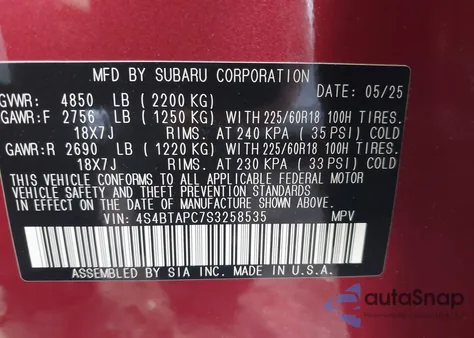 MFD BY SUBARU CORPORATION
DATE: 05/25
GVWR: 4850 LB (2200 KG)
GAWR:F 2756 LB (1250 KG) WITH 225/60R18 100H TIRES.
18X7J RIMS. AT 240 KPA (35 PSI) COLD
GAWR:R 2690 LB (1220 KG) WITH 225/60R18 100H TIRES.
18X7J RIMS. AT 230 KPA (33 PSI) COLD
THIS VEHICLE CONFORMS TO ALL APPLICABLE FEDERAL MOTOR
VEHICLE SAFETY AND THEFT PREVENTION STANDARDS IN EFFECT
ON THE DATE OF MANUFACTURE SHOWN ABOVE.
VIN: 4S4BTAPC7S3258535 MPV
ASSEMBLED BY SIA INC. MADE IN U.S.A.
autoSnap